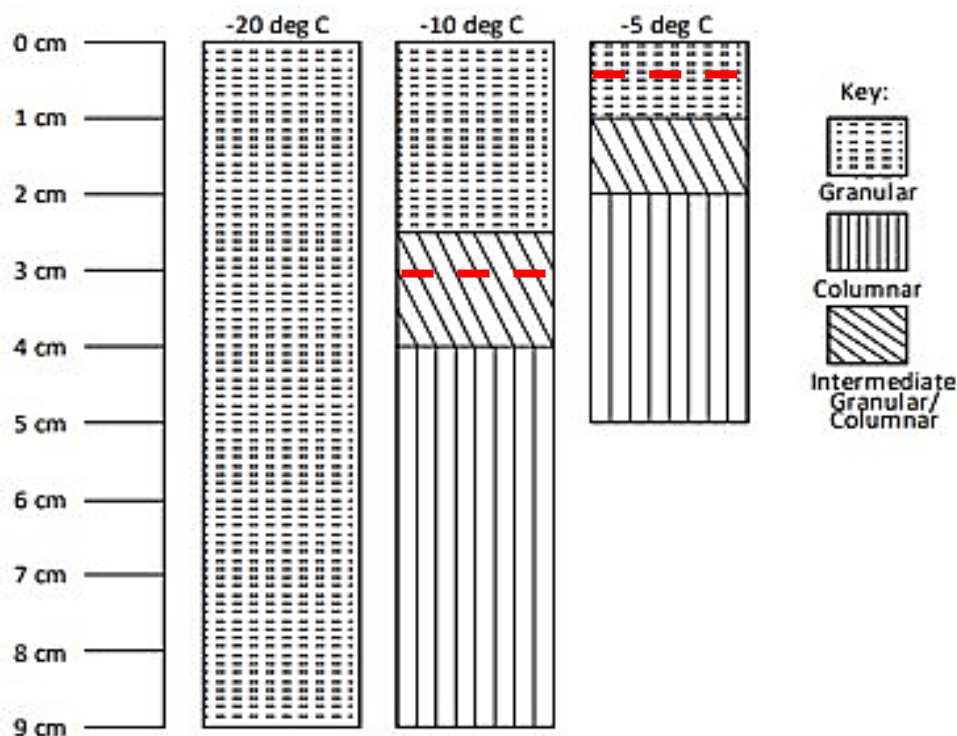 -20 deg C
-10 deg C
-5 deg C
0 cm
1 cm
2 cm
3 cm
4 cm
5 cm
6 cm
7 cm
8 cm
9 cm
Key:
Granular
Columnar
Intermediate
Granular/
Columnar